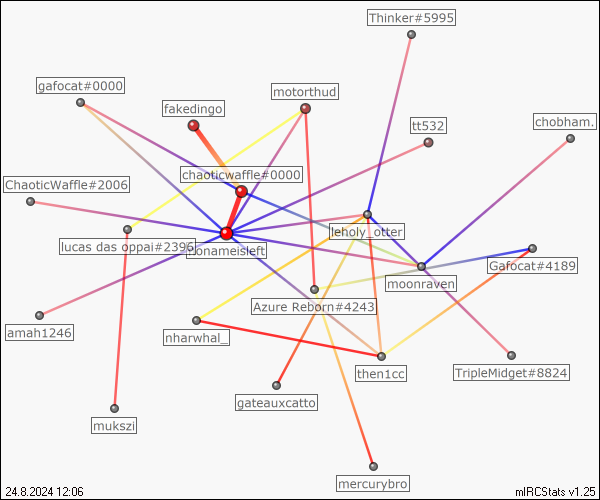 Thinker#5995
gafocat#0000
motorthud
fakedingo
tt532
chobham.
chaoticwaffle#0000
ChaoticWaffle#2006
leholy_otter
lucas das oppai#2396
nonameisleft
Gafocat#4189
moonraven
Azure Reborn#4243
amah1246
nharwhal_
then1cc
TripleMidget#8824
gateauxcatto
mukszi
mercurybro
24.8.2024 12:06
mIRCStats v1.25